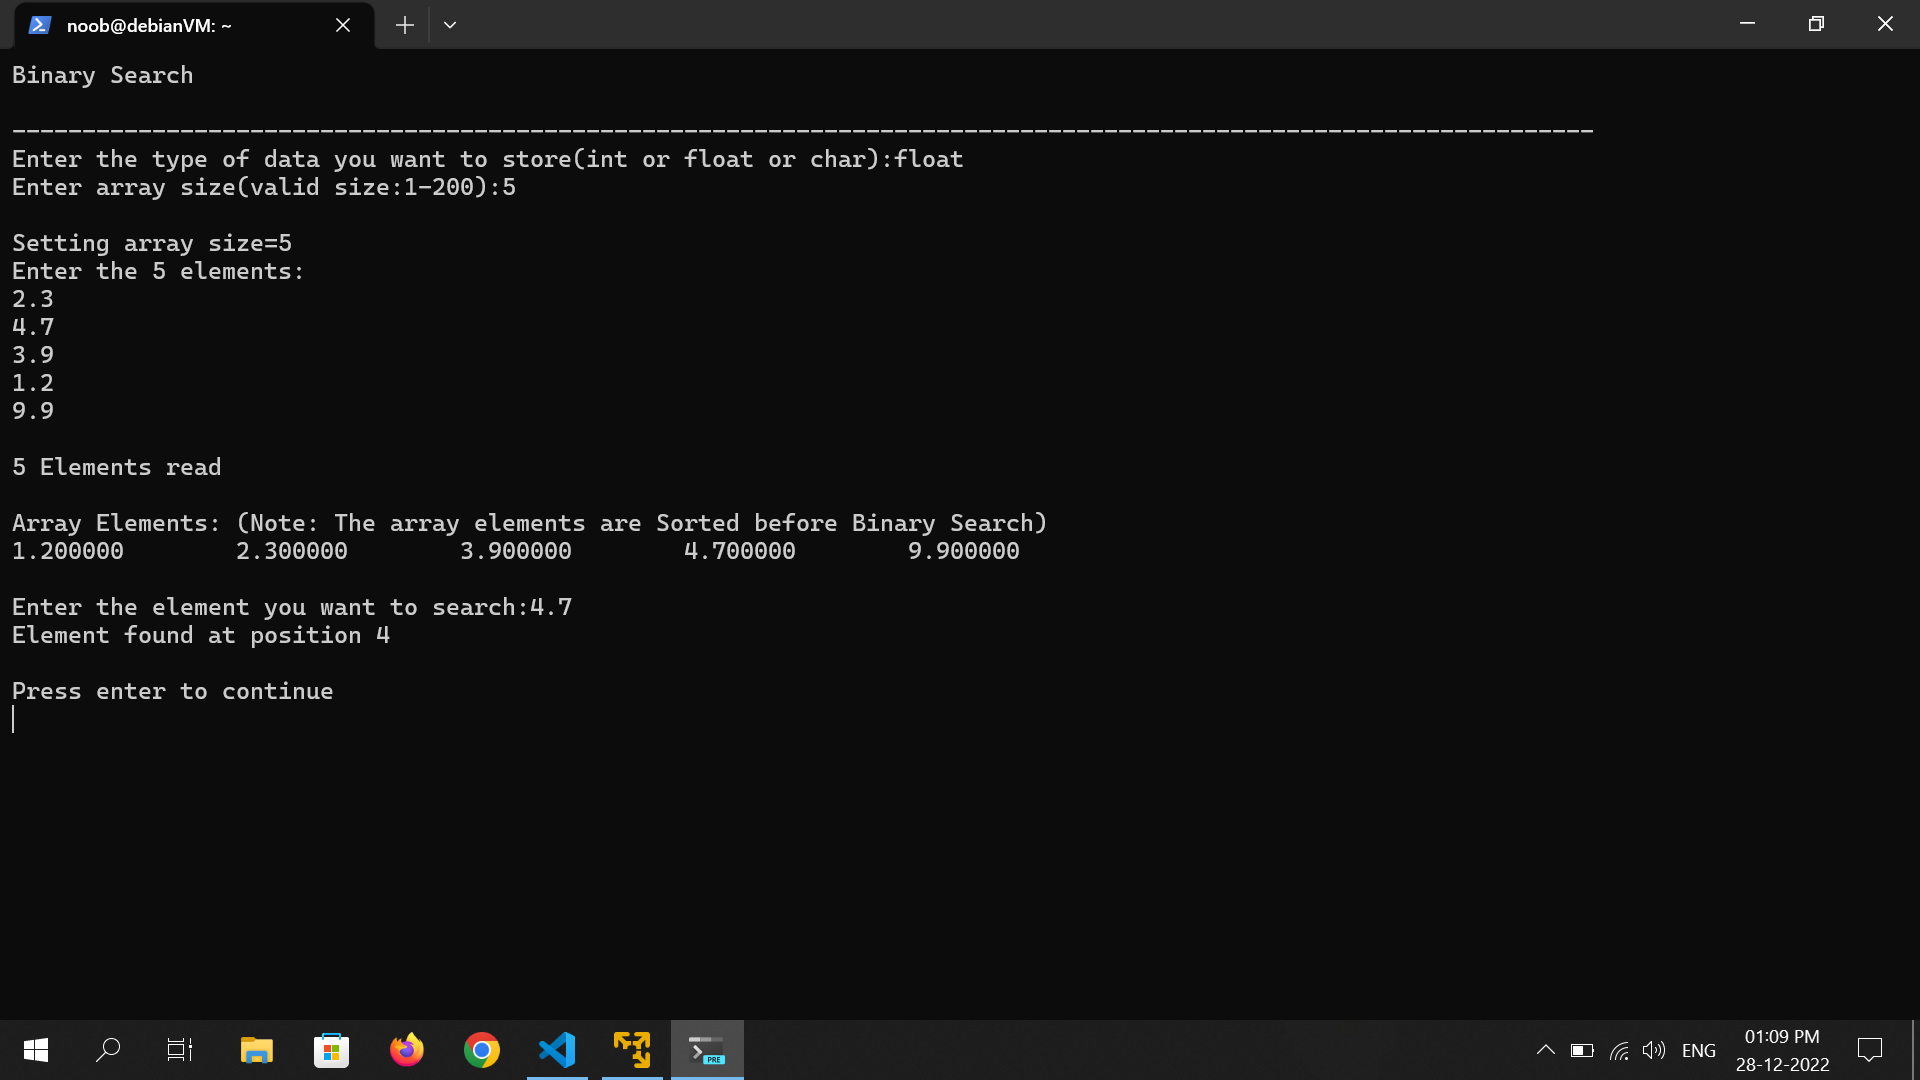 noob@debianVM: ~
Binary Search
-----------------------------------------------------------------------------------------------------------------
Enter the type of data you want to store(int or float or char):float
Enter array size(valid size:1-200):5
Setting array size=5
Enter the 5 elements:
2.3
4.7
3.9
1.2
9.9
5 Elements read
Array Elements: (Note: The array elements are Sorted before Binary Search)
1.200000        2.300000        3.900000        4.700000        9.900000
Enter the element you want to search:4.7
Element found at position 4
Press enter to continue
PRE
ENG
01:09 PM
28-12-2022